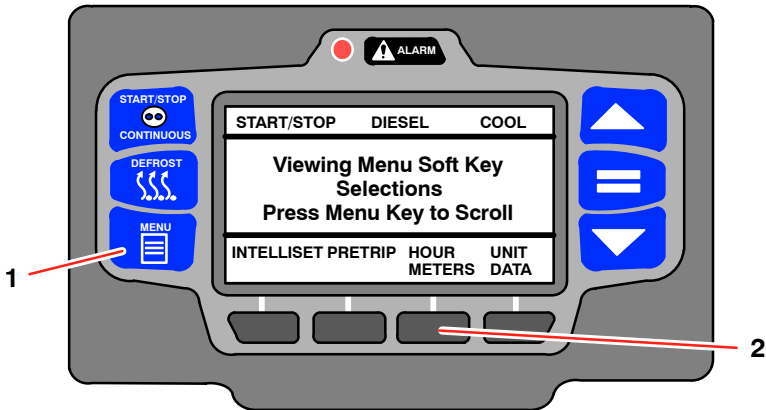 ALARM
START/STOP
CONTINUOUS
DEFROST
MENU
START/STOP DIESEL COOL
Viewing Menu Soft Key
Selections
Press Menu Key to Scroll
INTELLISET PRETRIP HOUR METERS UNIT DATA
1
2